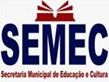 SEMEC
Secretaria Municipal de Educação e Cultura